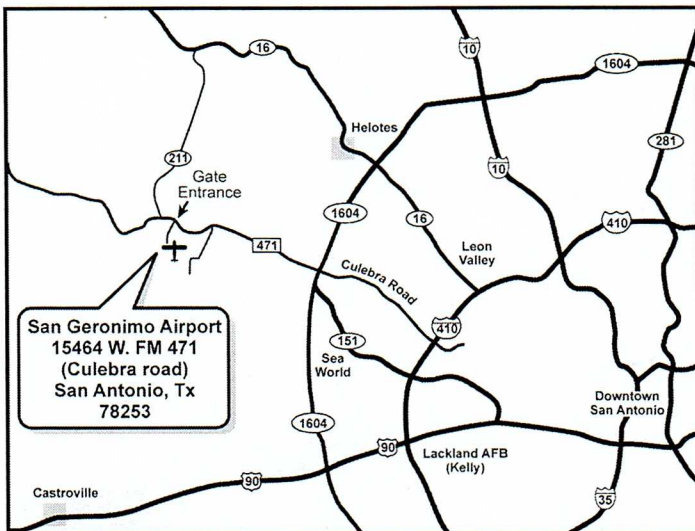 16
10
1604
Helotes
281
211
Gate
Entrance
10
1604
16
410
471
Leon
Valley
Culebra Road
San Geronimo Airport
15464 W. FM 471
(Culebra road)
San Antonio, Tx
78253
410
151
Sea
World
Downtown
San Antonio
1604
90
Lackland AFB
(Kelly)
90
35
Castroville